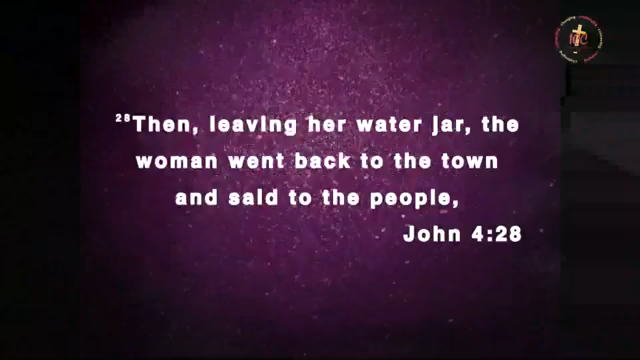 ²⁸Then, leaving her water jar, the
woman went back to the town
and said to the people,
John 4:28